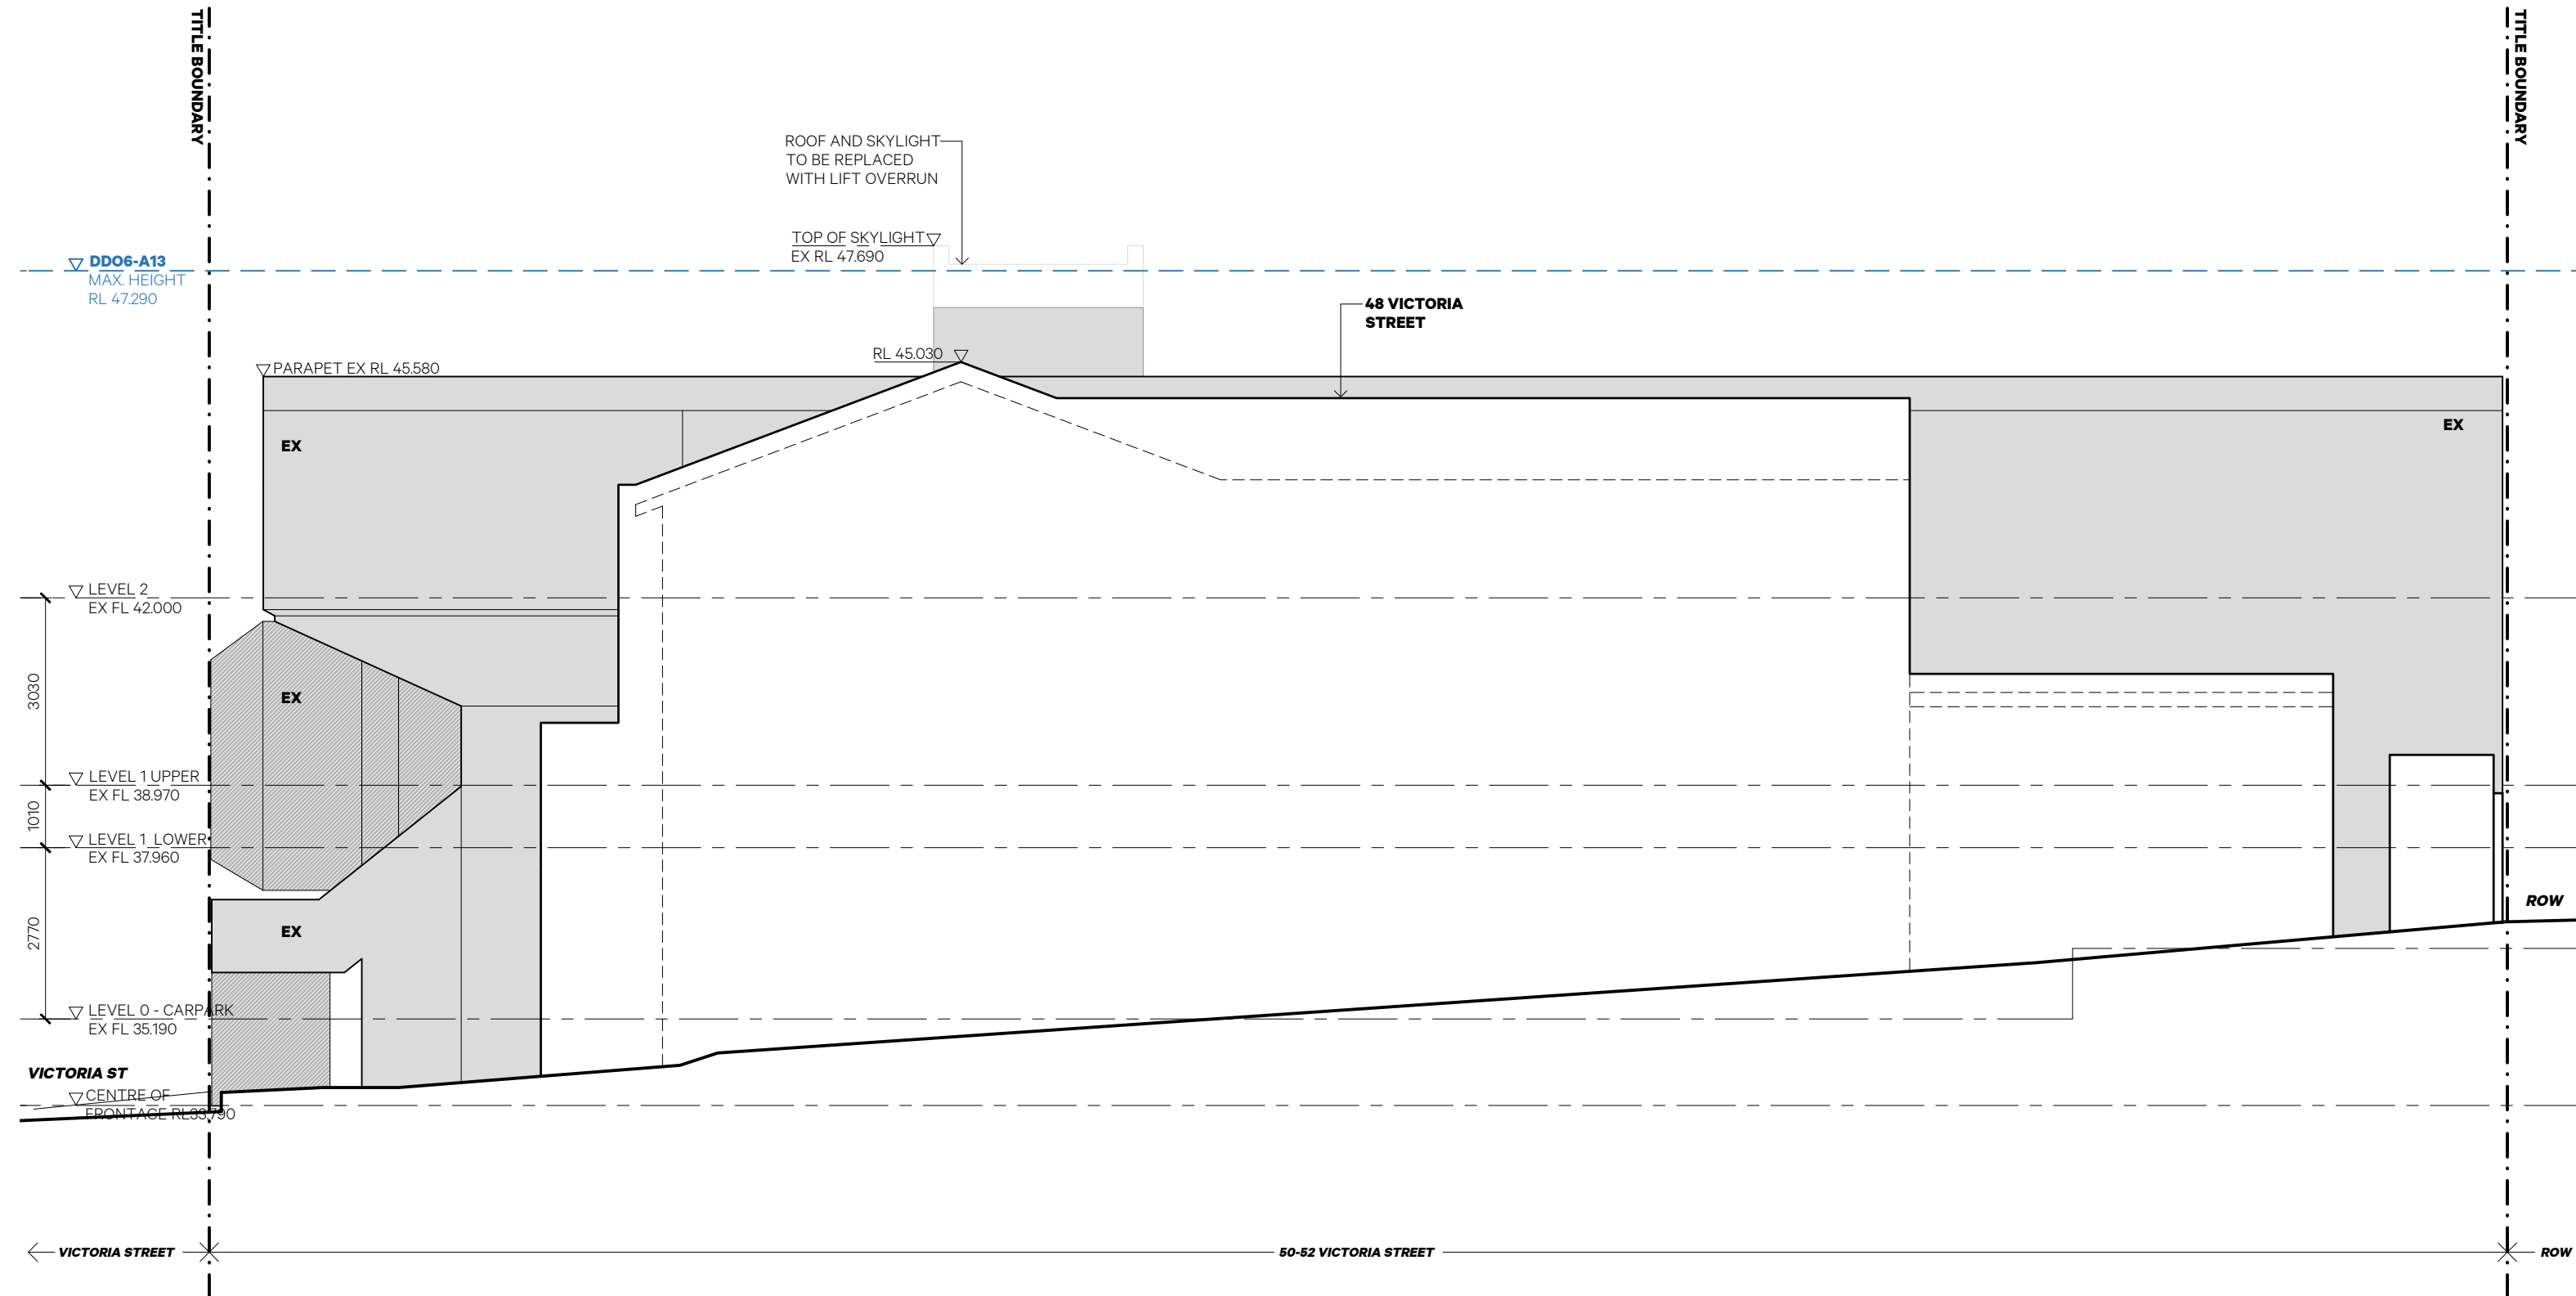 TITLE BOUNDARY
TITLE BOUNDARY
ROOF AND SKYLIGHT
TO BE REPLACED
WITH LIFT OVERRUN
TOP OF SKYLIGHT
EX RL 47.690
DDO6-A13
MAX. HEIGHT
RL 47.290
48 VICTORIA
STREET
RL 45.030
PARAPET EX RL 45.580
EX
EX
LEVEL 2
EX FL 42.000
3030
EX
LEVEL 1 UPPER
EX FL 38.970
1010
LEVEL 1 LOWER
EX FL 37.960
2770
EX
ROW
LEVEL 0 - CARPARK
EX FL 35.190
VICTORIA ST
CENTRE OF
FRONTAGE RL33.790
VICTORIA STREET
50-52 VICTORIA STREET
ROW